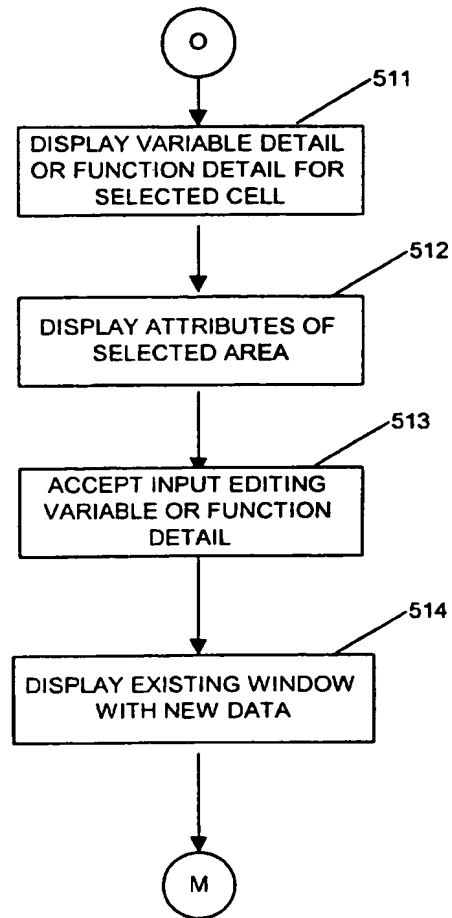 O
511
DISPLAY VARIABLE DETAIL
OR FUNCTION DETAIL FOR
SELECTED CELL
512
DISPLAY ATTRIBUTES OF
SELECTED AREA
513
ACCEPT INPUT EDITING
VARIABLE OR FUNCTION
DETAIL
514
DISPLAY EXISTING WINDOW
WITH NEW DATA
M